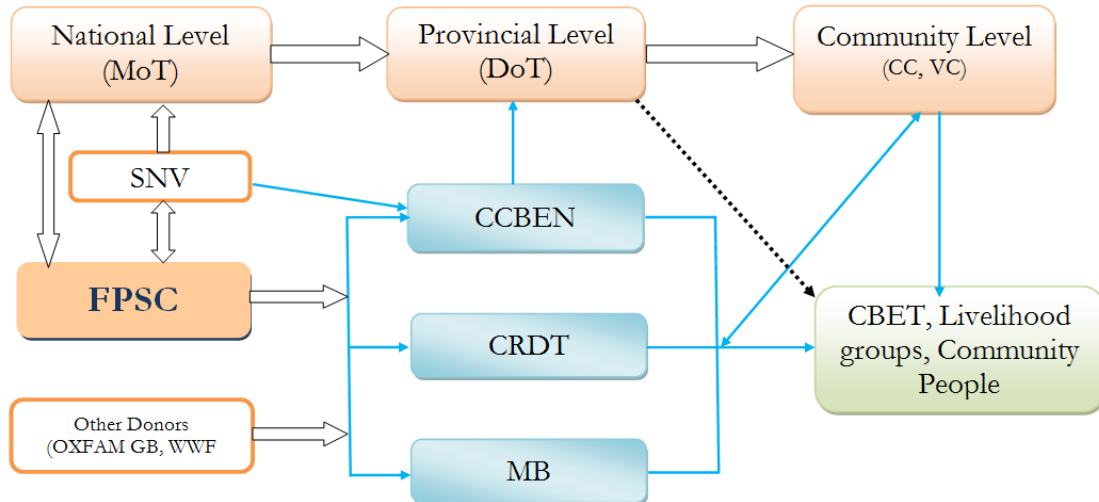 National Level
(MoT)
Provincial Level
(DoT)
Community Level
(CC, VC)
SNV
CCBEN
FPSC
CRDT
CBET, Livelihood
groups, Community
People
Other Donors
(OXFAM GB, WWF
MB